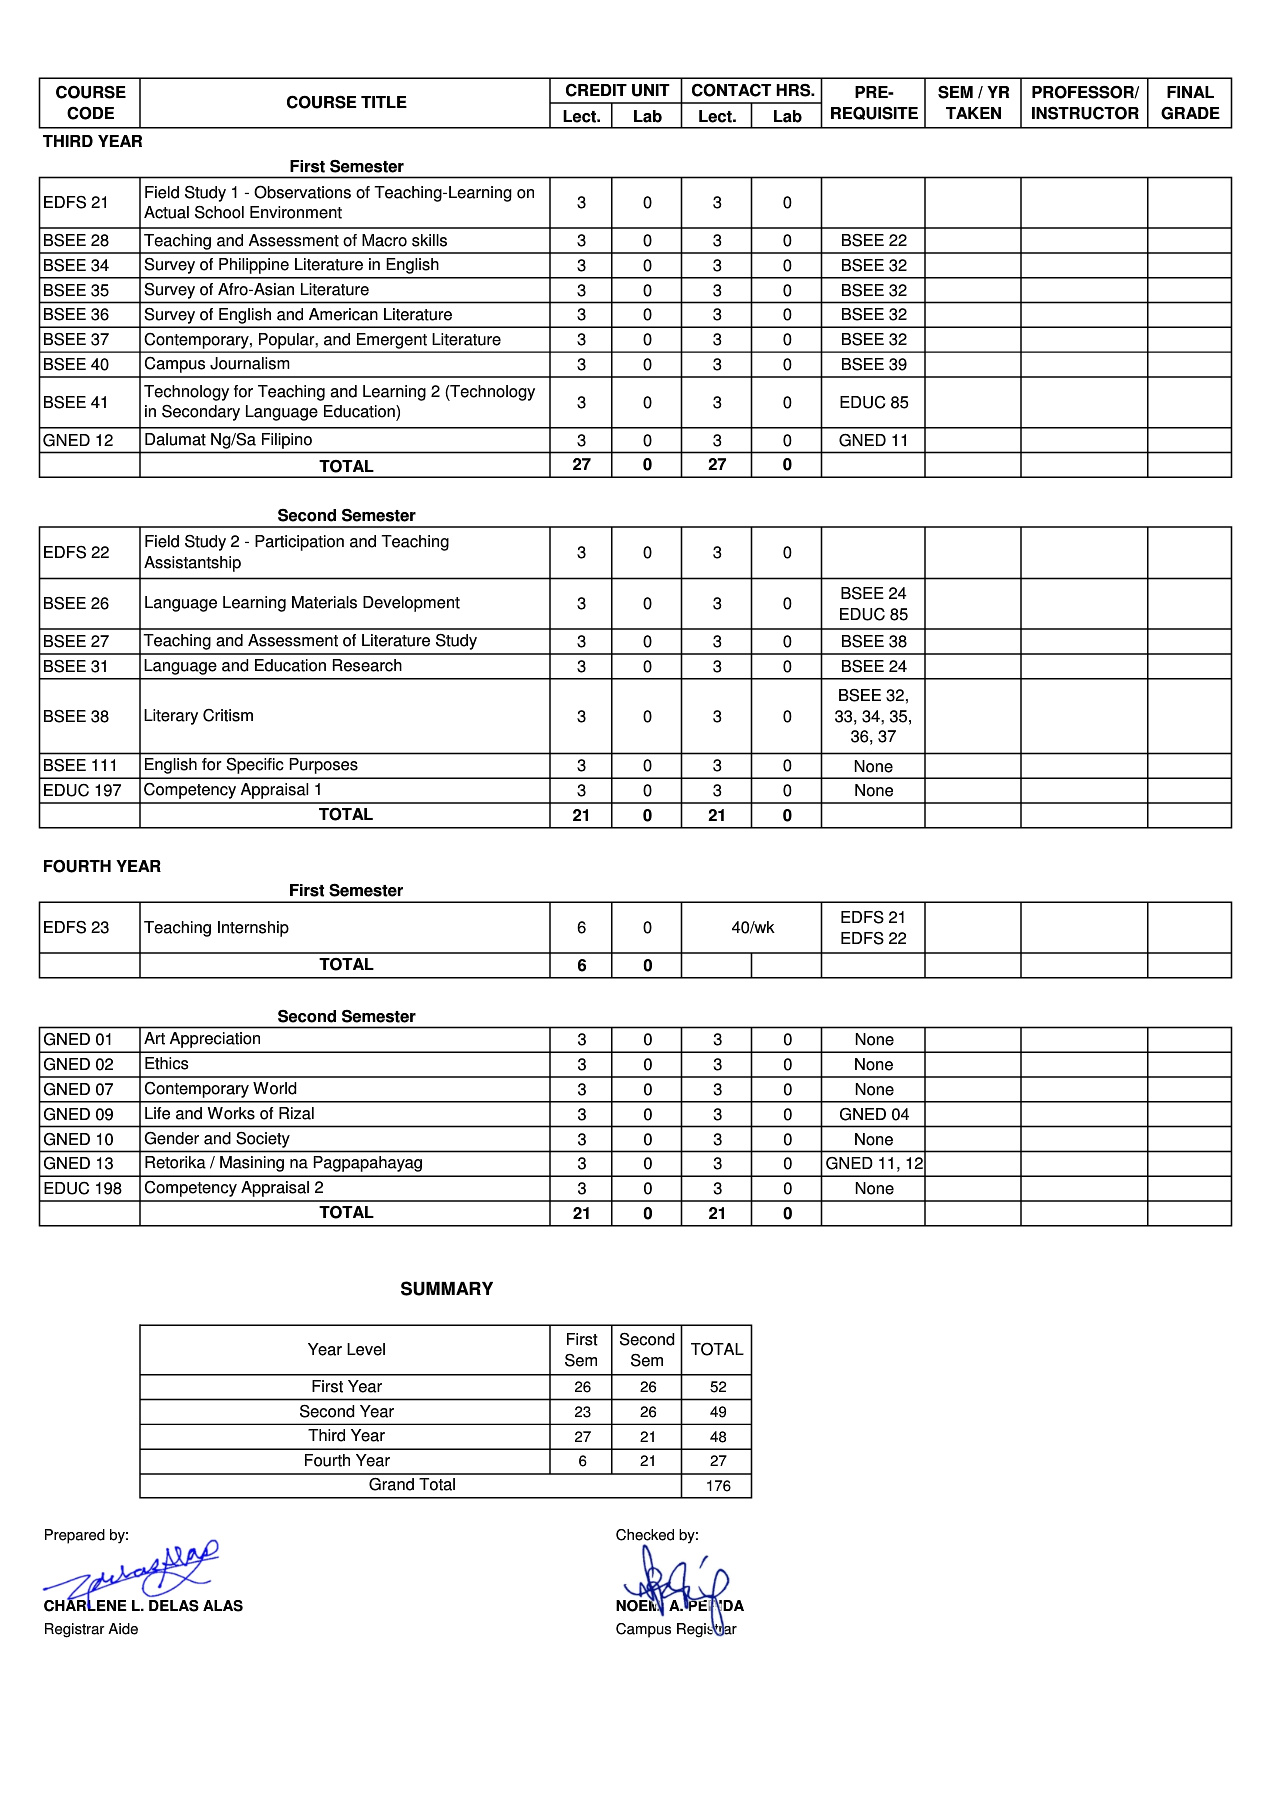 COURSE CODE COURSE TITLE CREDIT UNIT CONTACT HRS. PRE-REQUISITE SEM / YR TAKEN PROFESSOR/ INSTRUCTOR FINAL GRADE
Lect. Lab Lect. Lab
THIRD YEAR
First Semester
EDFS 21 Field Study 1 - Observations of Teaching-Learning on Actual School Environment 3 0 3 0
BSEE 28 Teaching and Assessment of Macro skills 3 0 3 0 BSEE 22
BSEE 34 Survey of Philippine Literature in English 3 0 3 0 BSEE 32
BSEE 35 Survey of Afro-Asian Literature 3 0 3 0 BSEE 32
BSEE 36 Survey of English and American Literature 3 0 3 0 BSEE 32
BSEE 37 Contemporary, Popular, and Emergent Literature 3 0 3 0 BSEE 32
BSEE 40 Campus Journalism 3 0 3 0 BSEE 39
BSEE 41 Technology for Teaching and Learning 2 (Technology in Secondary Language Education) 3 0 3 0 EDUC 85
GNED 12 Dalumat Ng/Sa Filipino 3 0 3 0 GNED 11
TOTAL 27 0 27 0
Second Semester
EDFS 22 Field Study 2 - Participation and Teaching Assistantship 3 0 3 0
BSEE 26 Language Learning Materials Development 3 0 3 0 BSEE 24 EDUC 85
BSEE 27 Teaching and Assessment of Literature Study 3 0 3 0 BSEE 38
BSEE 31 Language and Education Research 3 0 3 0 BSEE 24
BSEE 38 Literary Critism 3 0 3 0 BSEE 32, 33, 34, 35, 36, 37
BSEE 111 English for Specific Purposes 3 0 3 0 None
EDUC 197 Competency Appraisal 1 3 0 3 0 None
TOTAL 21 0 21 0
FOURTH YEAR
First Semester
EDFS 23 Teaching Internship 6 0 40/wk EDFS 21 EDFS 22
TOTAL 6 0
Second Semester
GNED 01 Art Appreciation 3 0 3 0 None
GNED 02 Ethics 3 0 3 0 None
GNED 07 Contemporary World 3 0 3 0 None
GNED 09 Life and Works of Rizal 3 0 3 0 GNED 04
GNED 10 Gender and Society 3 0 3 0 None
GNED 13 Retorika / Masining na Pagpapahayag 3 0 3 0 GNED 11, 12
EDUC 198 Competency Appraisal 2 3 0 3 0 None
TOTAL 21 0 21 0
SUMMARY
Year Level First Sem Second Sem TOTAL
First Year 26 26 52
Second Year 23 26 49
Third Year 27 21 48
Fourth Year 6 21 27
Grand Total 176
Prepared by: Checked by:
CHARLENE L. DELAS ALAS A.
Registrar Aide Campus Registrar